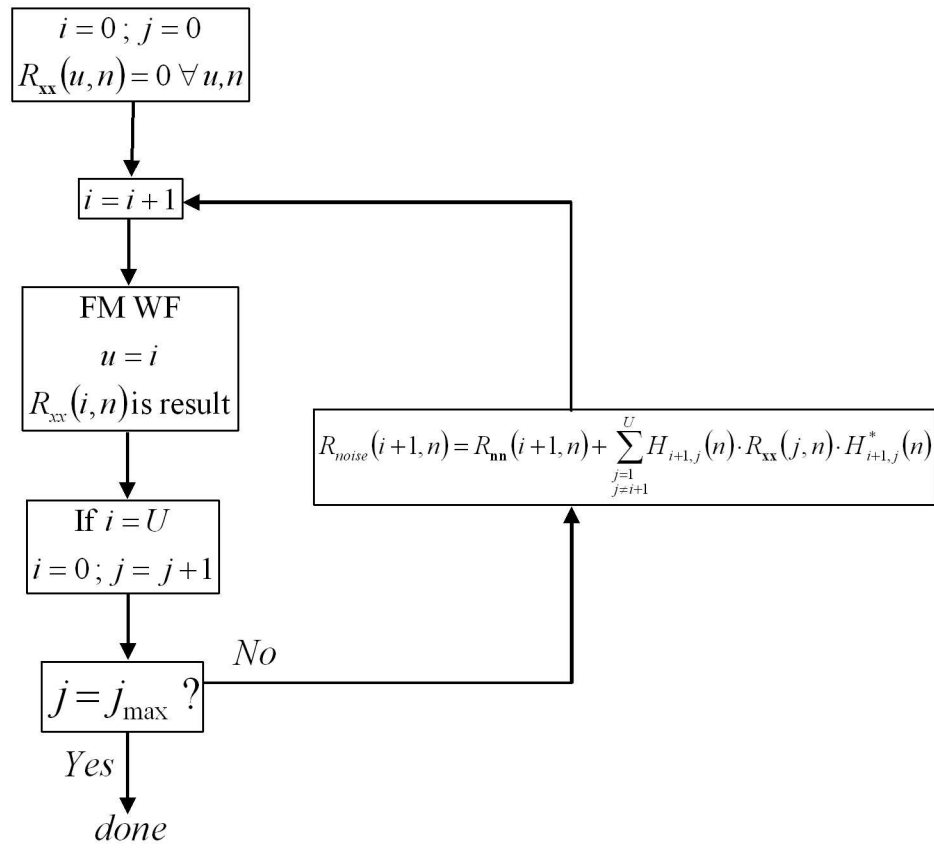 i = 0 ; j = 0
R_xx(u, n) = 0 ∀ u,n
i = i + 1
FM WF
u = i
R_xx(i, n) is result
If i = U
i = 0 ; j = j + 1
j = j_max ?
No
R_noise(i+1, n) = R_nn(i+1, n) + ∑_{j=1, j≠i+1}^{U} H_{i+1,j}(n) · R_xx(j, n) · H^*_{i+1,j}(n)
Yes
done